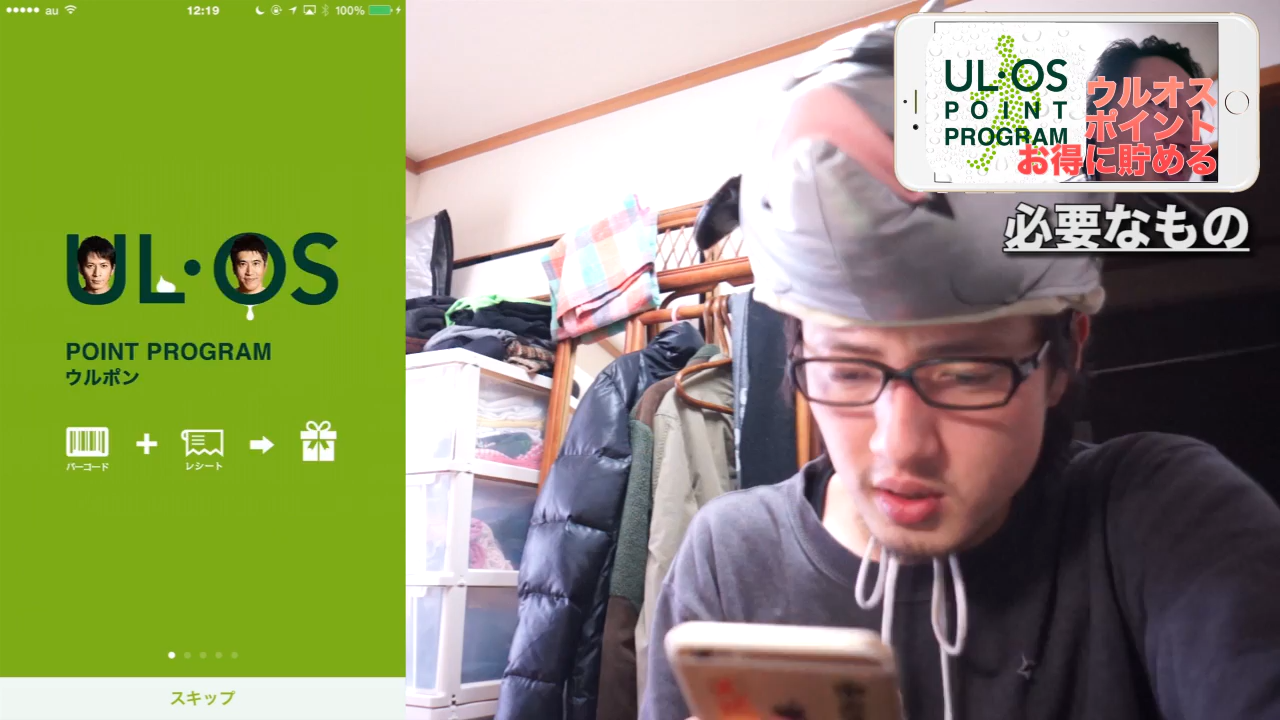 au
12:19
100%
UL·OS
POINT PROGRAM
ウルポン
バーコード
レシート
スキップ
UL·OS
POINT
PROGRAM
ウルオス
ポイント
お得に貯める
必要なもの